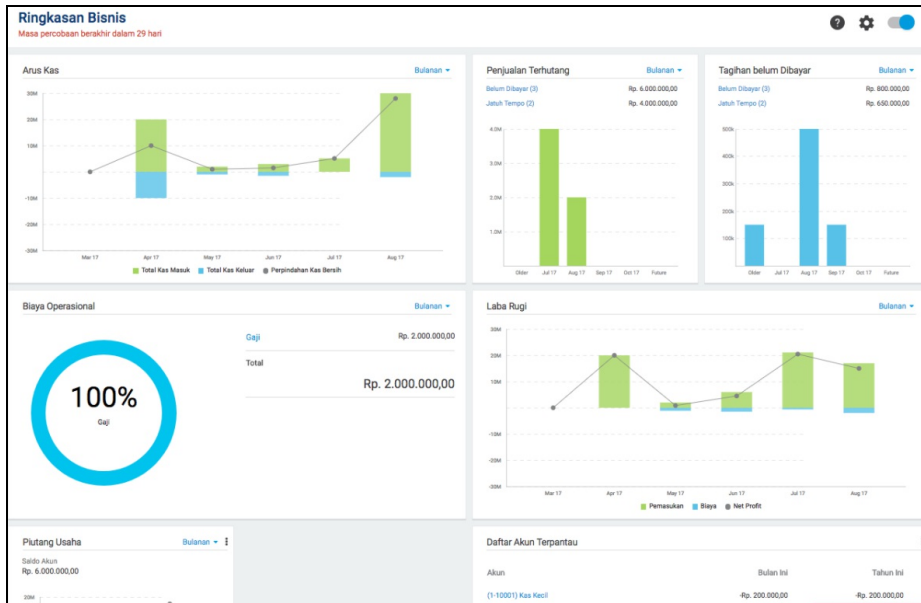 Ringkasan Bisnis
Masa percobaan berakhir dalam 29 hari
Arus Kas Bulanan
30M
20M
10M
-10M
-20M
-30M
Mar 17 Apr 17 May 17 Jun 17 Jul 17 Aug 17
Total Kas Masuk Total Kas Keluar Perpindahan Kas Bersih
Penjualan Terhutang Bulanan
Belum Dibayar (3) Rp. 6.000.000,00
Jatuh Tempo (2) Rp. 4.000.000,00
4.0M
3.0M
2.0M
1.0M
Older Jul 17 Aug 17 Sep 17 Oct 17 Future
Tagihan belum Dibayar Bulanan
Belum Dibayar (3) Rp. 800.000,00
Jatuh Tempo (2) Rp. 650.000,00
500k
400k
300k
200k
100k
Older Jul 17 Aug 17 Sep 17 Oct 17 Future
Biaya Operasional Bulanan
100%
Gaji
Gaji Rp. 2.000.000,00
Total
Rp. 2.000.000,00
Laba Rugi Bulanan
30M
20M
10M
-10M
-20M
-30M
Mar 17 Apr 17 May 17 Jun 17 Jul 17 Aug 17
Pemasukan Biaya Net Profit
Piutang Usaha Bulanan
Saldo Akun
Rp. 6.000.000,00
20M
Daftar Akun Terpantau
Akun Bulan Ini Tahun Ini
(1-10001) Kas Kecil -Rp. 200.000,00 -Rp. 200.000,00